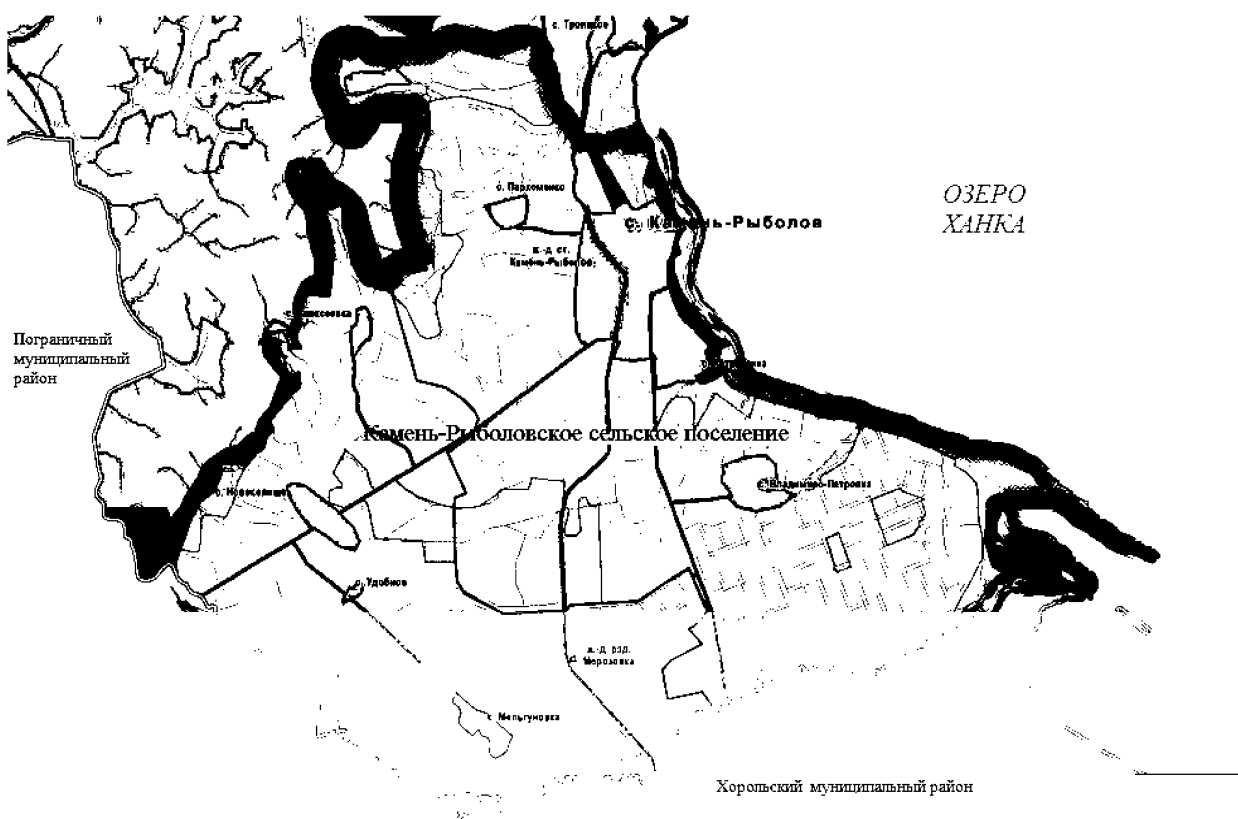 с. Троицкое
ОЗЕРО
ХАНКА
с. Пархоменко
с. Камень-Рыболов
ж.-д ст.
Камень-Рыболов
Пограничный
муниципальный
район
Камень-Рыболовское сельское поселение
с. Новоселище
с. Владимиро-Петровка
с. Удобное
ж.-д рзд.
Мерзовка
с. Мельгуновка
Хорольский муниципальный район